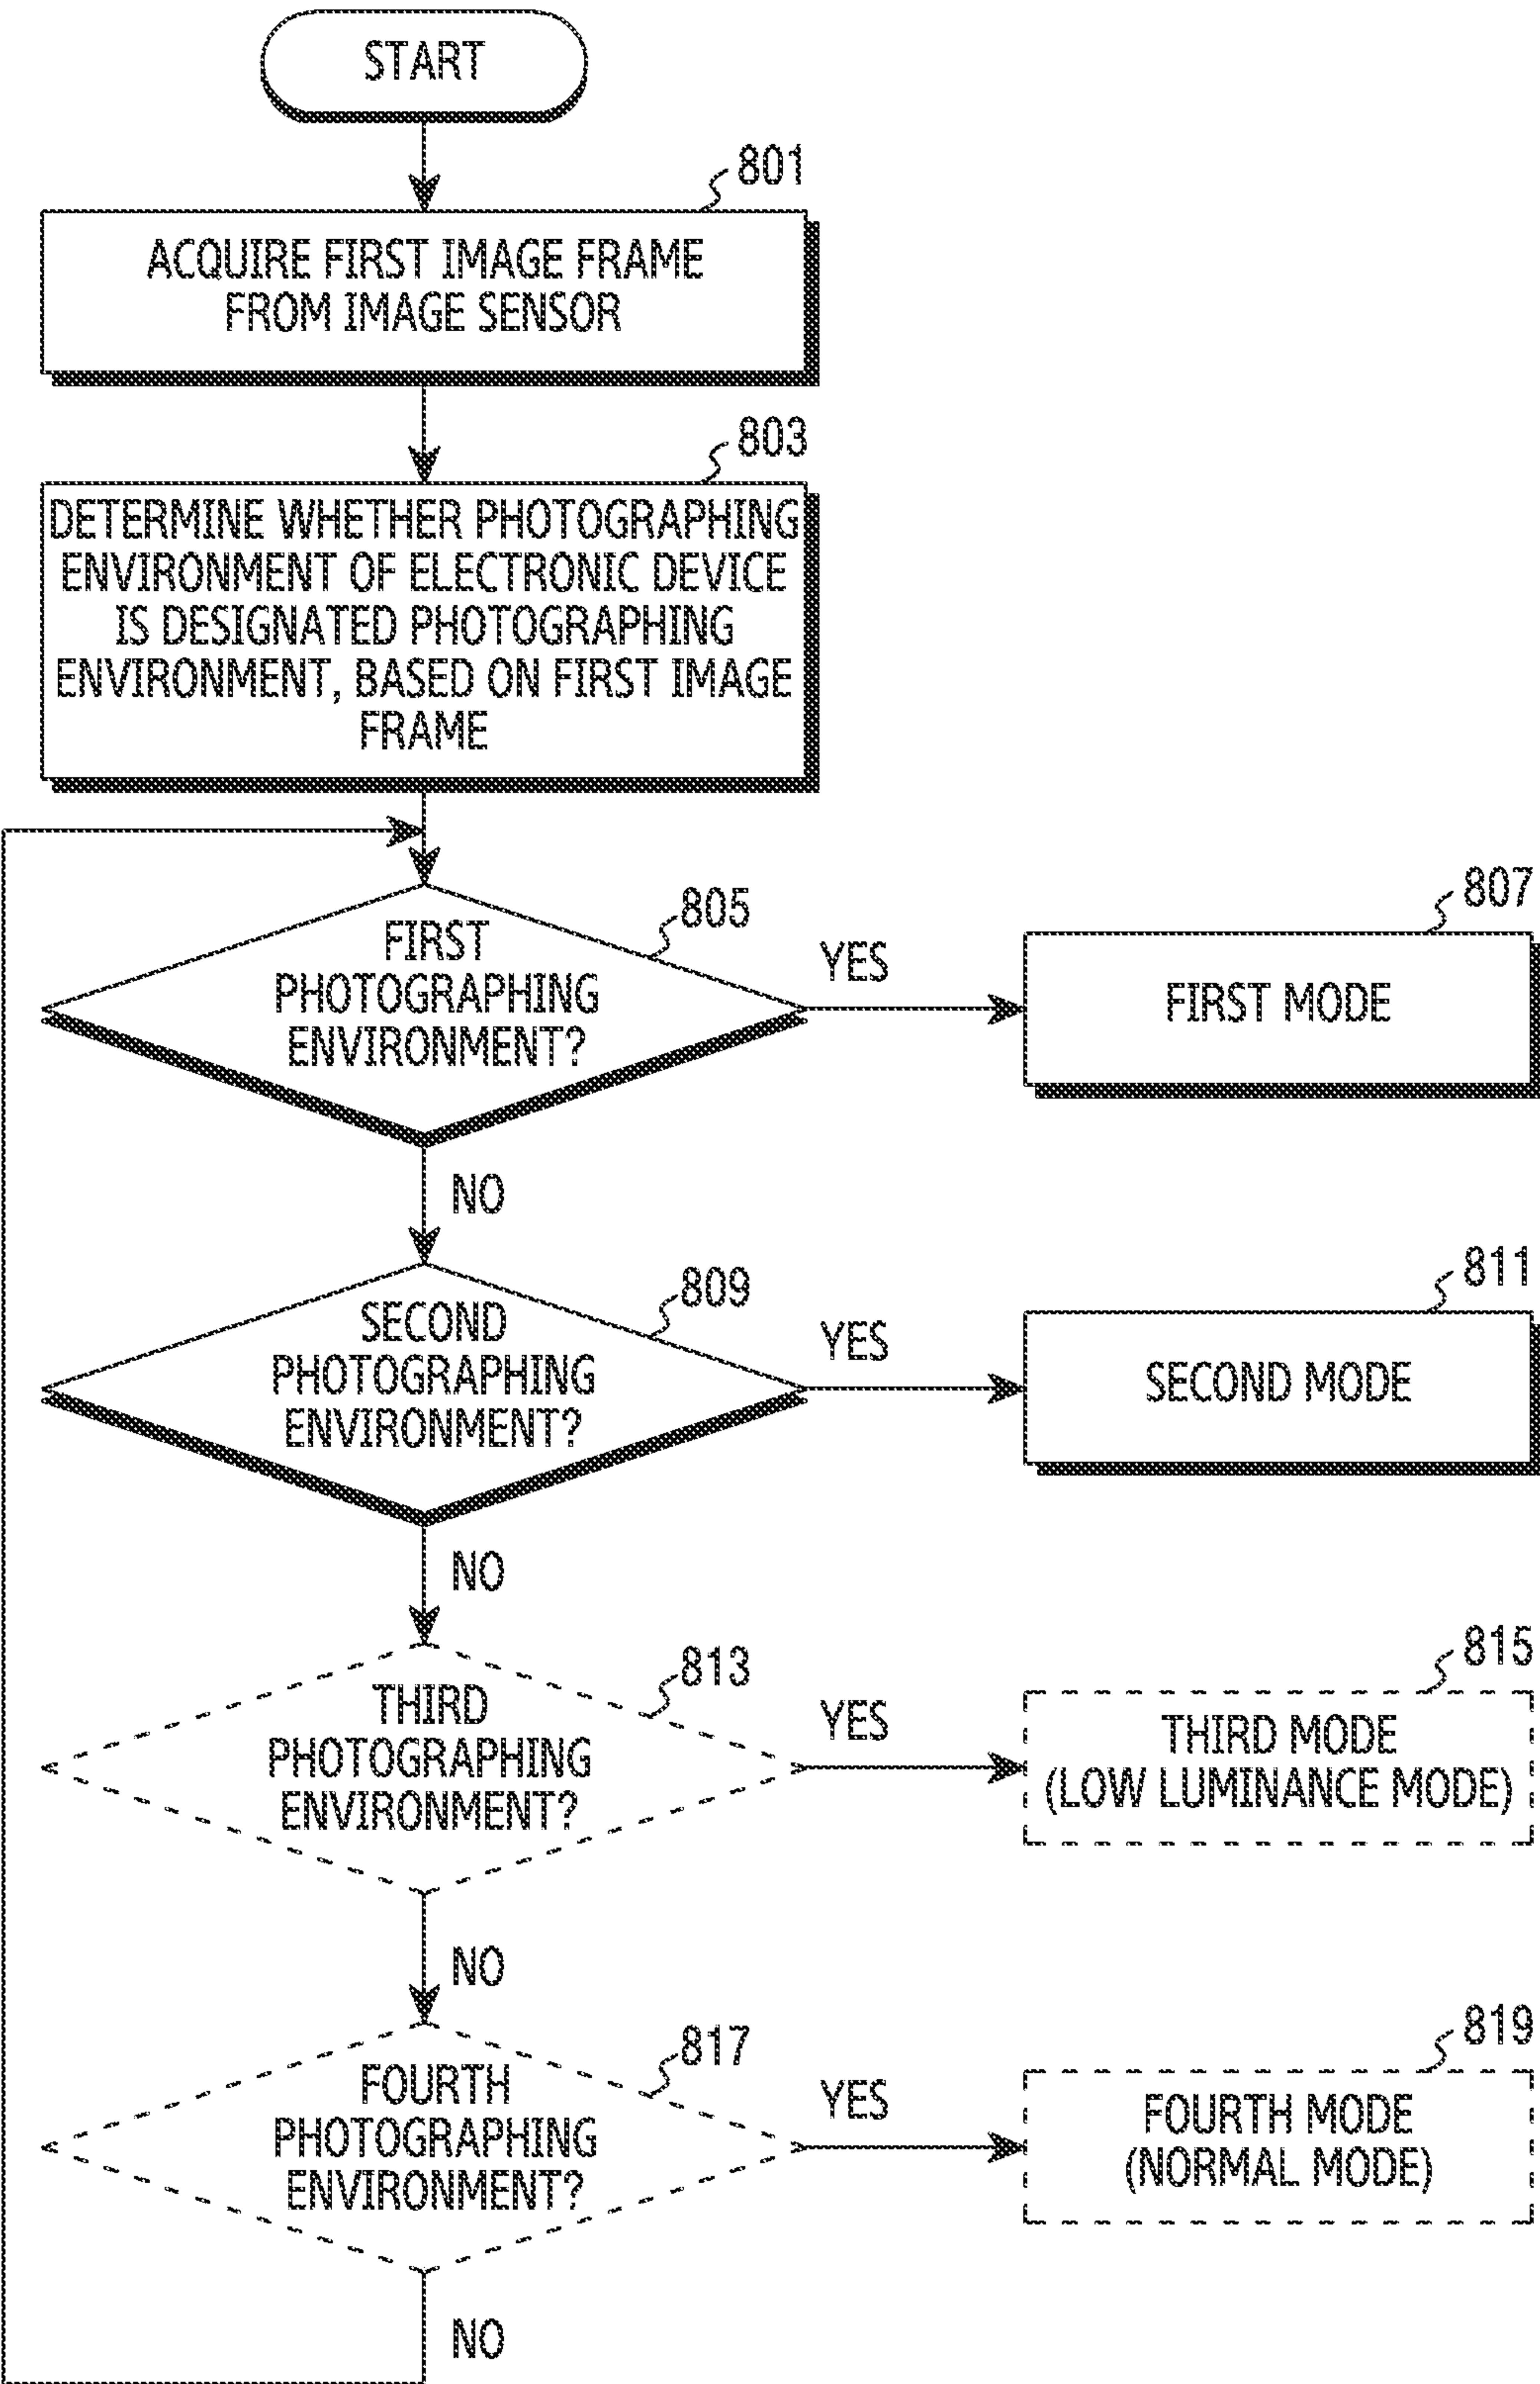 START
801
ACQUIRE FIRST IMAGE FRAME
FROM IMAGE SENSOR
803
DETERMINE WHETHER PHOTOGRAPHING
ENVIRONMENT OF ELECTRONIC DEVICE
IS DESIGNATED PHOTOGRAPHING
ENVIRONMENT, BASED ON FIRST IMAGE
FRAME
805
FIRST
PHOTOGRAPHING
ENVIRONMENT?
YES
807
FIRST MODE
NO
809
SECOND
PHOTOGRAPHING
ENVIRONMENT?
YES
811
SECOND MODE
NO
813
THIRD
PHOTOGRAPHING
ENVIRONMENT?
YES
815
THIRD MODE
(LOW LUMINANCE MODE)
NO
817
FOURTH
PHOTOGRAPHING
ENVIRONMENT?
YES
819
FOURTH MODE
(NORMAL MODE)
NO